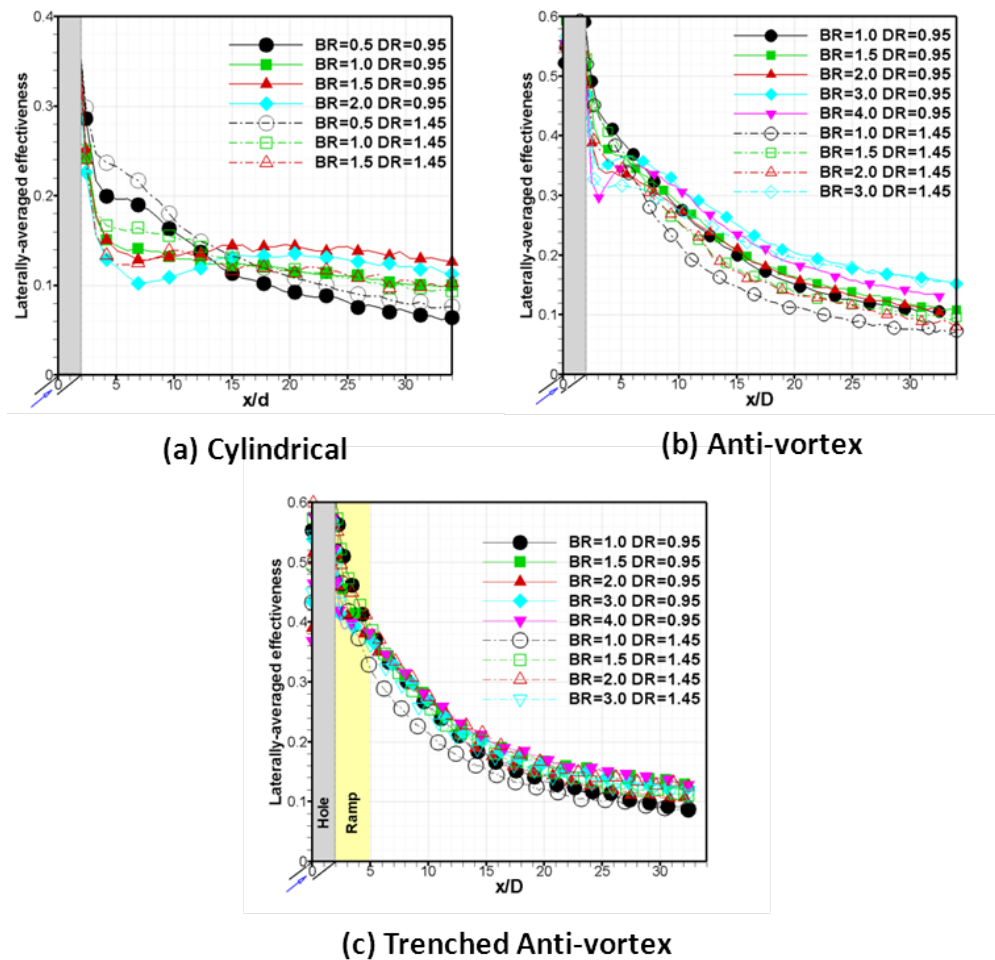 0.4
0.3
0.2
0.1
0
Laterally-averaged effectiveness
BR=0.5 DR=0.95
BR=1.0 DR=0.95
BR=1.5 DR=0.95
BR=2.0 DR=0.95
BR=0.5 DR=1.45
BR=1.0 DR=1.45
BR=1.5 DR=1.45
0 5 10 15 20 25 30
x/d
(a) Cylindrical
0.6
0.5
0.4
0.3
0.2
0.1
0
Laterally-averaged effectiveness
BR=1.0 DR=0.95
BR=1.5 DR=0.95
BR=2.0 DR=0.95
BR=3.0 DR=0.95
BR=4.0 DR=0.95
BR=1.0 DR=1.45
BR=1.5 DR=1.45
BR=2.0 DR=1.45
BR=3.0 DR=1.45
0 5 10 15 20 25 30
x/D
(b) Anti-vortex
0.6
0.5
0.4
0.3
0.2
0.1
0
Laterally-averaged effectiveness
Hole
Ramp
BR=1.0 DR=0.95
BR=1.5 DR=0.95
BR=2.0 DR=0.95
BR=3.0 DR=0.95
BR=4.0 DR=0.95
BR=1.0 DR=1.45
BR=1.5 DR=1.45
BR=2.0 DR=1.45
BR=3.0 DR=1.45
0 5 10 15 20 25 30
x/D
(c) Trenched Anti-vortex